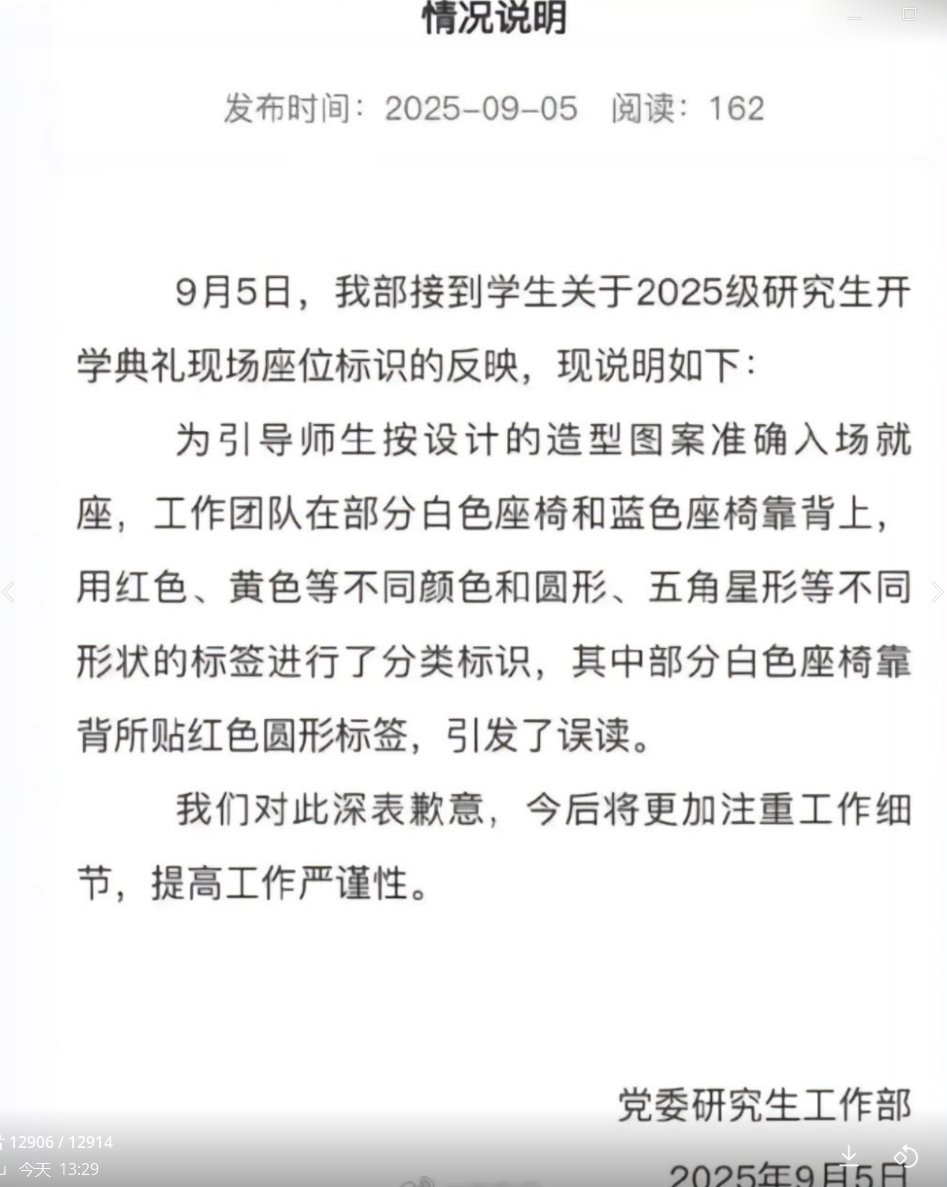 情况说明
发布时间：2025-09-05 阅读：162
9月5日，我部接到学生关于2025级研究生开
学典礼现场座位标识的反映，现说明如下：
为引导师生按设计的造型图案准确入场就
座，工作团队在部分白色座椅和蓝色座椅靠背上，
用红色、黄色等不同颜色和圆形、五角星形等不同
形状的标签进行了分类标识，其中部分白色座椅靠
背所贴红色圆形标签，引发了误读。
我们对此深表歉意，今后将更加注重工作细
节，提高工作严谨性。
党委研究生工作部
12906 / 12914
今天 13:29
2025年9月5日